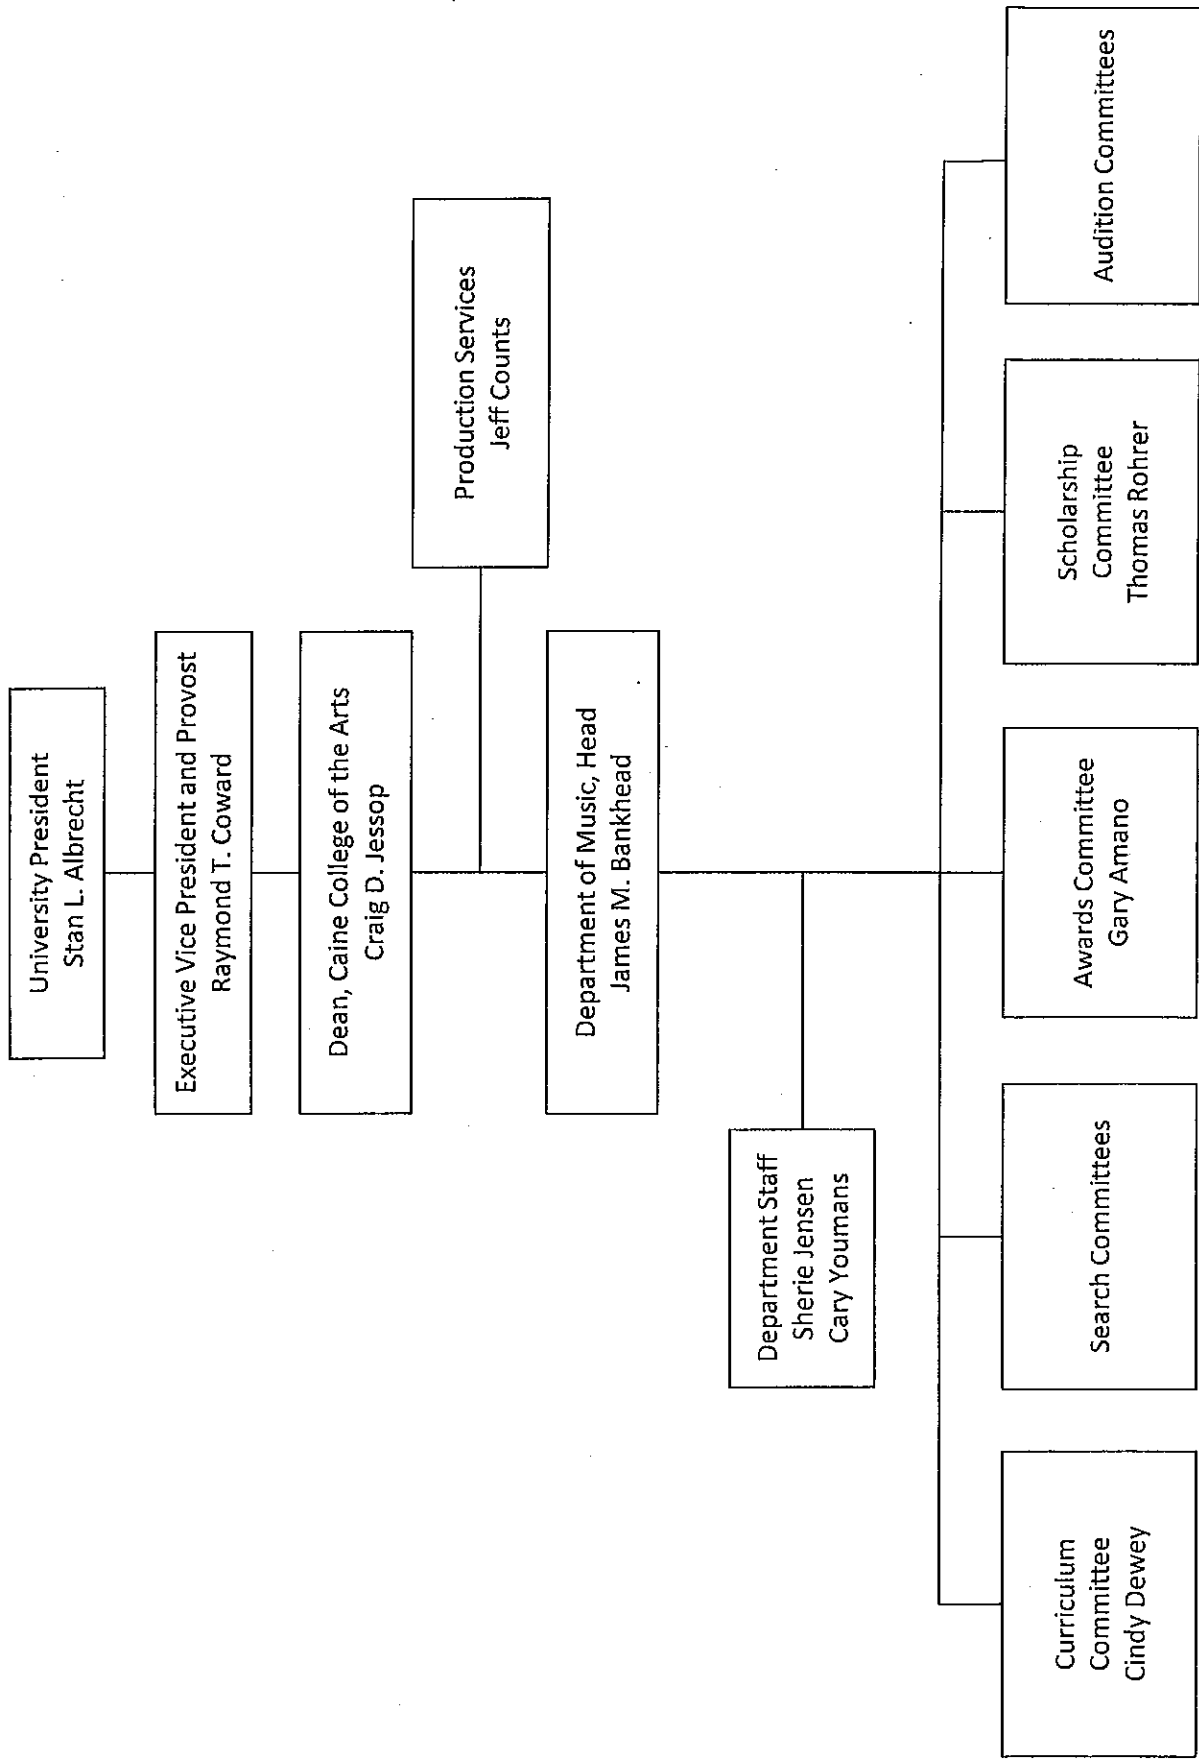 University President
Stan L. Albrecht
Executive Vice President and Provost
Raymond T. Coward
Dean, Caine College of the Arts
Craig D. Jessop
Production Services
Jeff Counts
Department of Music, Head
James M. Bankhead
Department Staff
Sherie Jensen
Cary Youmans
Curriculum
Committee
Cindy Dewey
Search Committees
Awards Committee
Gary Amano
Scholarship
Committee
Thomas Rohrer
Audition Committees